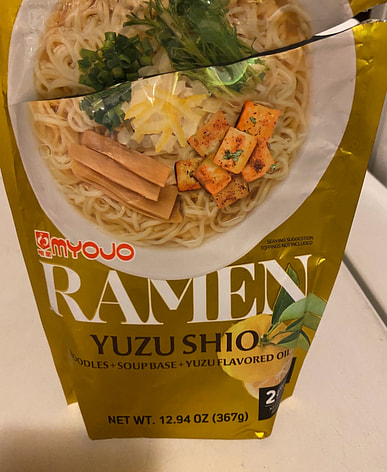 SERVING SUGGESTION
TOPPINGS NOT INCLUDED
MYOJO
RAMEN
YUZU SHIO
NOODLES + SOUP BASE + YUZU FLAVORED OIL
2
NET WT. 12.94 OZ (367g)